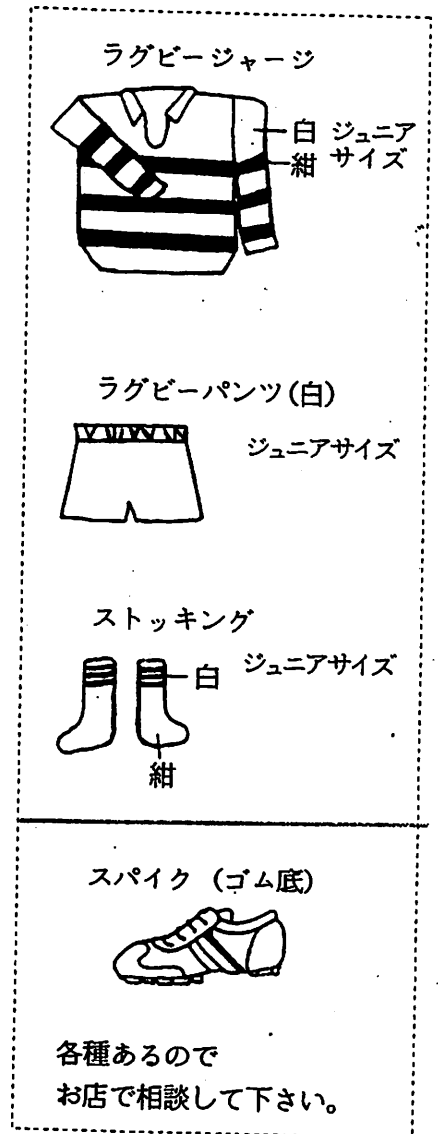 ラグビージャージ
白 ジュニア
紺 サイズ
ラグビーパンツ(白)
ジュニアサイズ
ストッキング
ジュニアサイズ
白
紺
スパイク (ゴム底)
各種あるので
お店で相談して下さい。